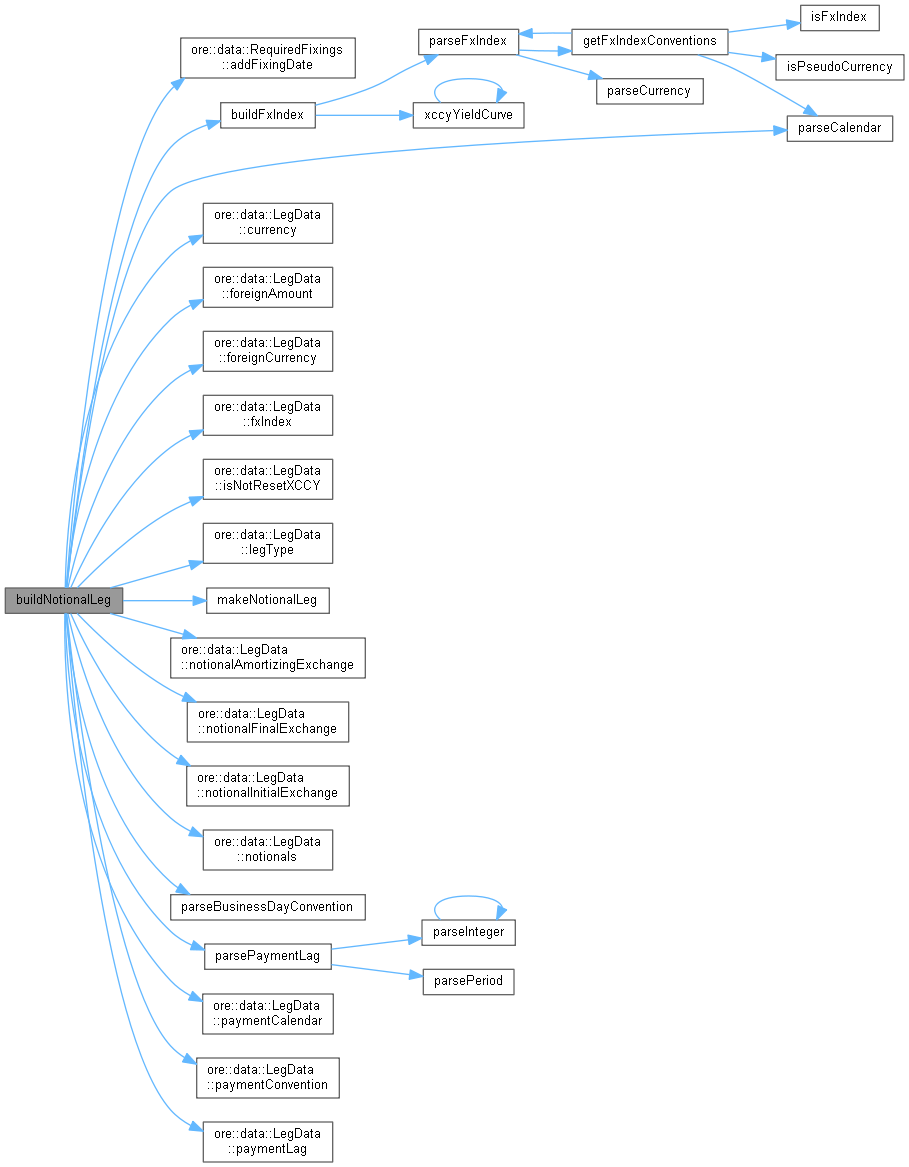 buildNotionalLeg
ore::data::RequiredFixings
::addFixingDate
buildFxIndex
parseFxIndex
getFxIndexConventions
isFxIndex
isPseudoCurrency
parseCalendar
parseCurrency
xccyYieldCurve
ore::data::LegData
::currency
ore::data::LegData
::foreignAmount
ore::data::LegData
::foreignCurrency
ore::data::LegData
::fxIndex
ore::data::LegData
::isNotResetXCCY
ore::data::LegData
::legType
makeNotionalLeg
ore::data::LegData
::notionalAmortizingExchange
ore::data::LegData
::notionalFinalExchange
ore::data::LegData
::notionalInitialExchange
ore::data::LegData
::notionals
parseBusinessDayConvention
parsePaymentLag
parseInteger
parsePeriod
ore::data::LegData
::paymentCalendar
ore::data::LegData
::paymentConvention
ore::data::LegData
::paymentLag